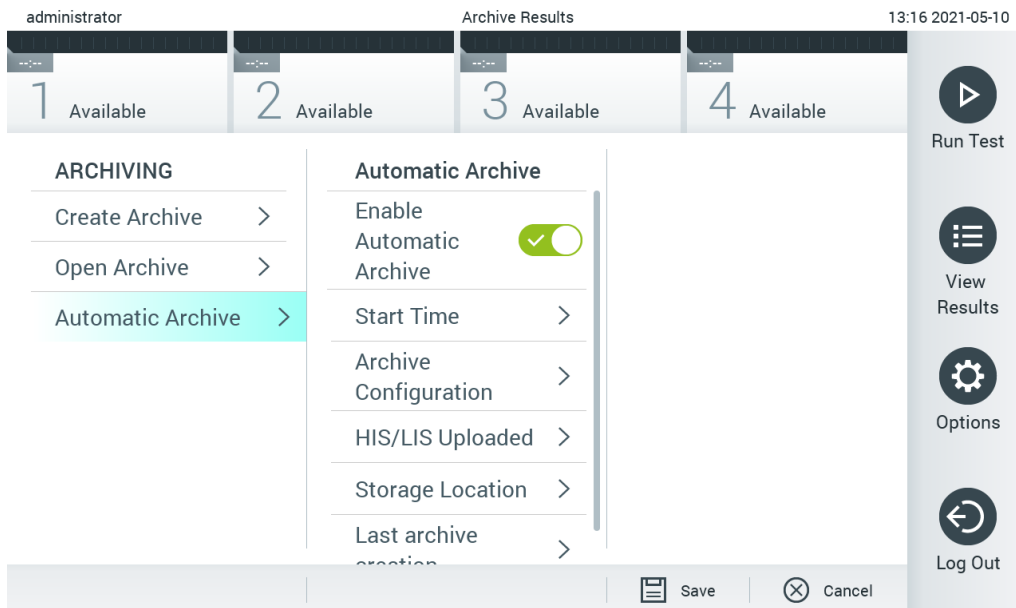 administrator
Archive Results
13:16 2021-05-10
--:--
--:--
--:--
--:--
1 Available
2 Available
3 Available
4 Available
Run Test
View
Results
Options
Log Out
ARCHIVING
Create Archive
Open Archive
Automatic Archive
Automatic Archive
Enable
Automatic
Archive
Start Time
Archive
Configuration
HIS/LIS Uploaded
Storage Location
Last archive
creation
Save
Cancel